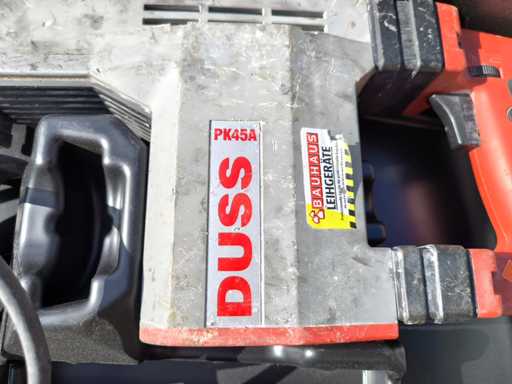 PK45A
DUSS
BAUHAUS
LEIHGERÄTE